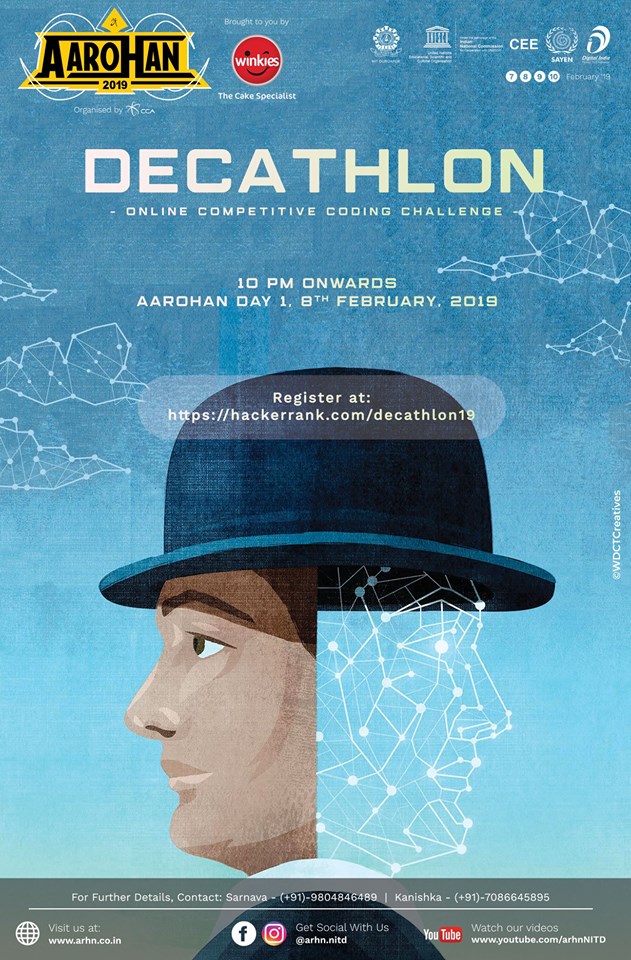 AAROHAN
2019
Organised by CCA
Brought to you by
winkies
The Cake Specialist
CEE
SAYEN
Digital India
7 8 9 10 February '19
DECATHLON
- ONLINE COMPETITIVE CODING CHALLENGE -
10 PM ONWARDS
AAROHAN DAY 1, 8TH FEBRUARY, 2019
Register at:
https://hackerrank.com/decathlon19
©WDCTCreatives
For Further Details, Contact: Sarnava - (+91)-9804846489 | Kanishka - (+91)-7086645895
Visit us at:
www.arhn.co.in
Get Social With Us
@arhn.nitd
YouTube
Watch our videos
www.youtube.com/arhnNITD